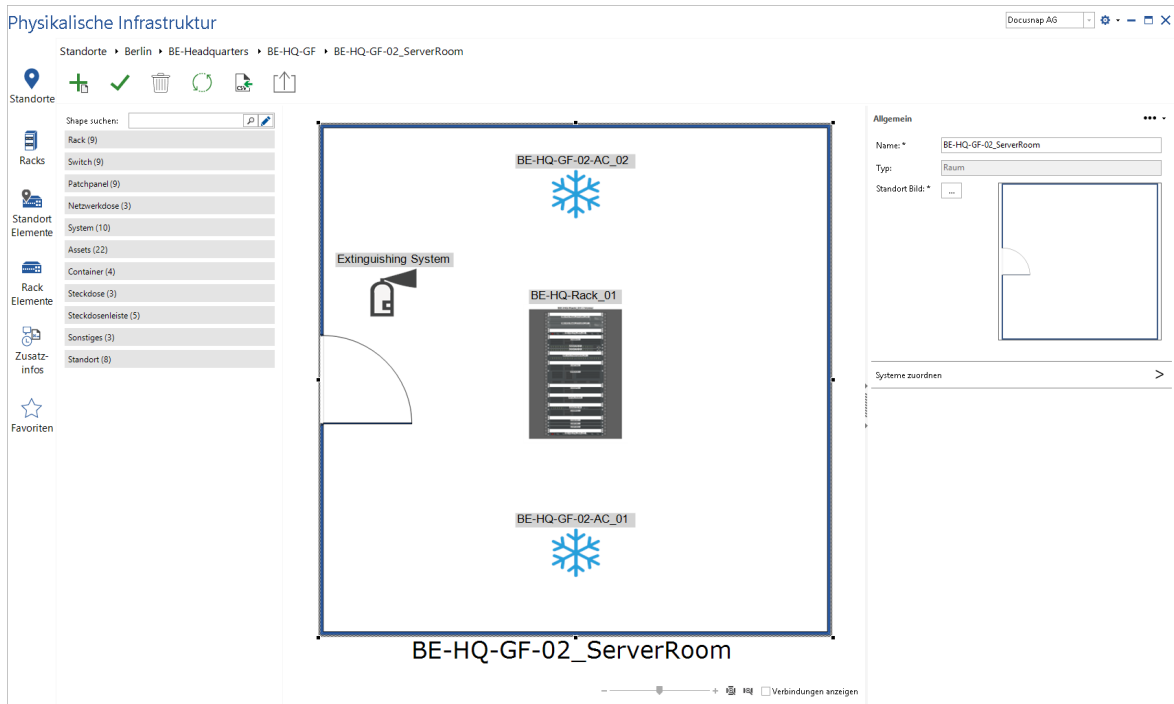 Physikalische Infrastruktur
Docusnap AG
Standorte ▸ Berlin ▸ BE-Headquarters ▸ BE-HQ-GF ▸ BE-HQ-GF-02_ServerRoom
Standorte
Racks
Standort
Elemente
Rack
Elemente
Zusatz-
infos
Favoriten
Shape suchen:
Rack (9)
Switch (9)
Patchpanel (9)
Netzwerkdose (3)
System (10)
Assets (22)
Container (4)
Steckdose (3)
Steckdosenleiste (5)
Sonstiges (3)
Standort (8)
BE-HQ-GF-02-AC_02
Extinguishing System
BE-HQ-Rack_01
BE-HQ-GF-02-AC_01
BE-HQ-GF-02_ServerRoom
Verbindungen anzeigen
Allgemein
Name: * BE-HQ-GF-02_ServerRoom
Typ: Raum
Standort Bild: * ...
Systeme zuordnen